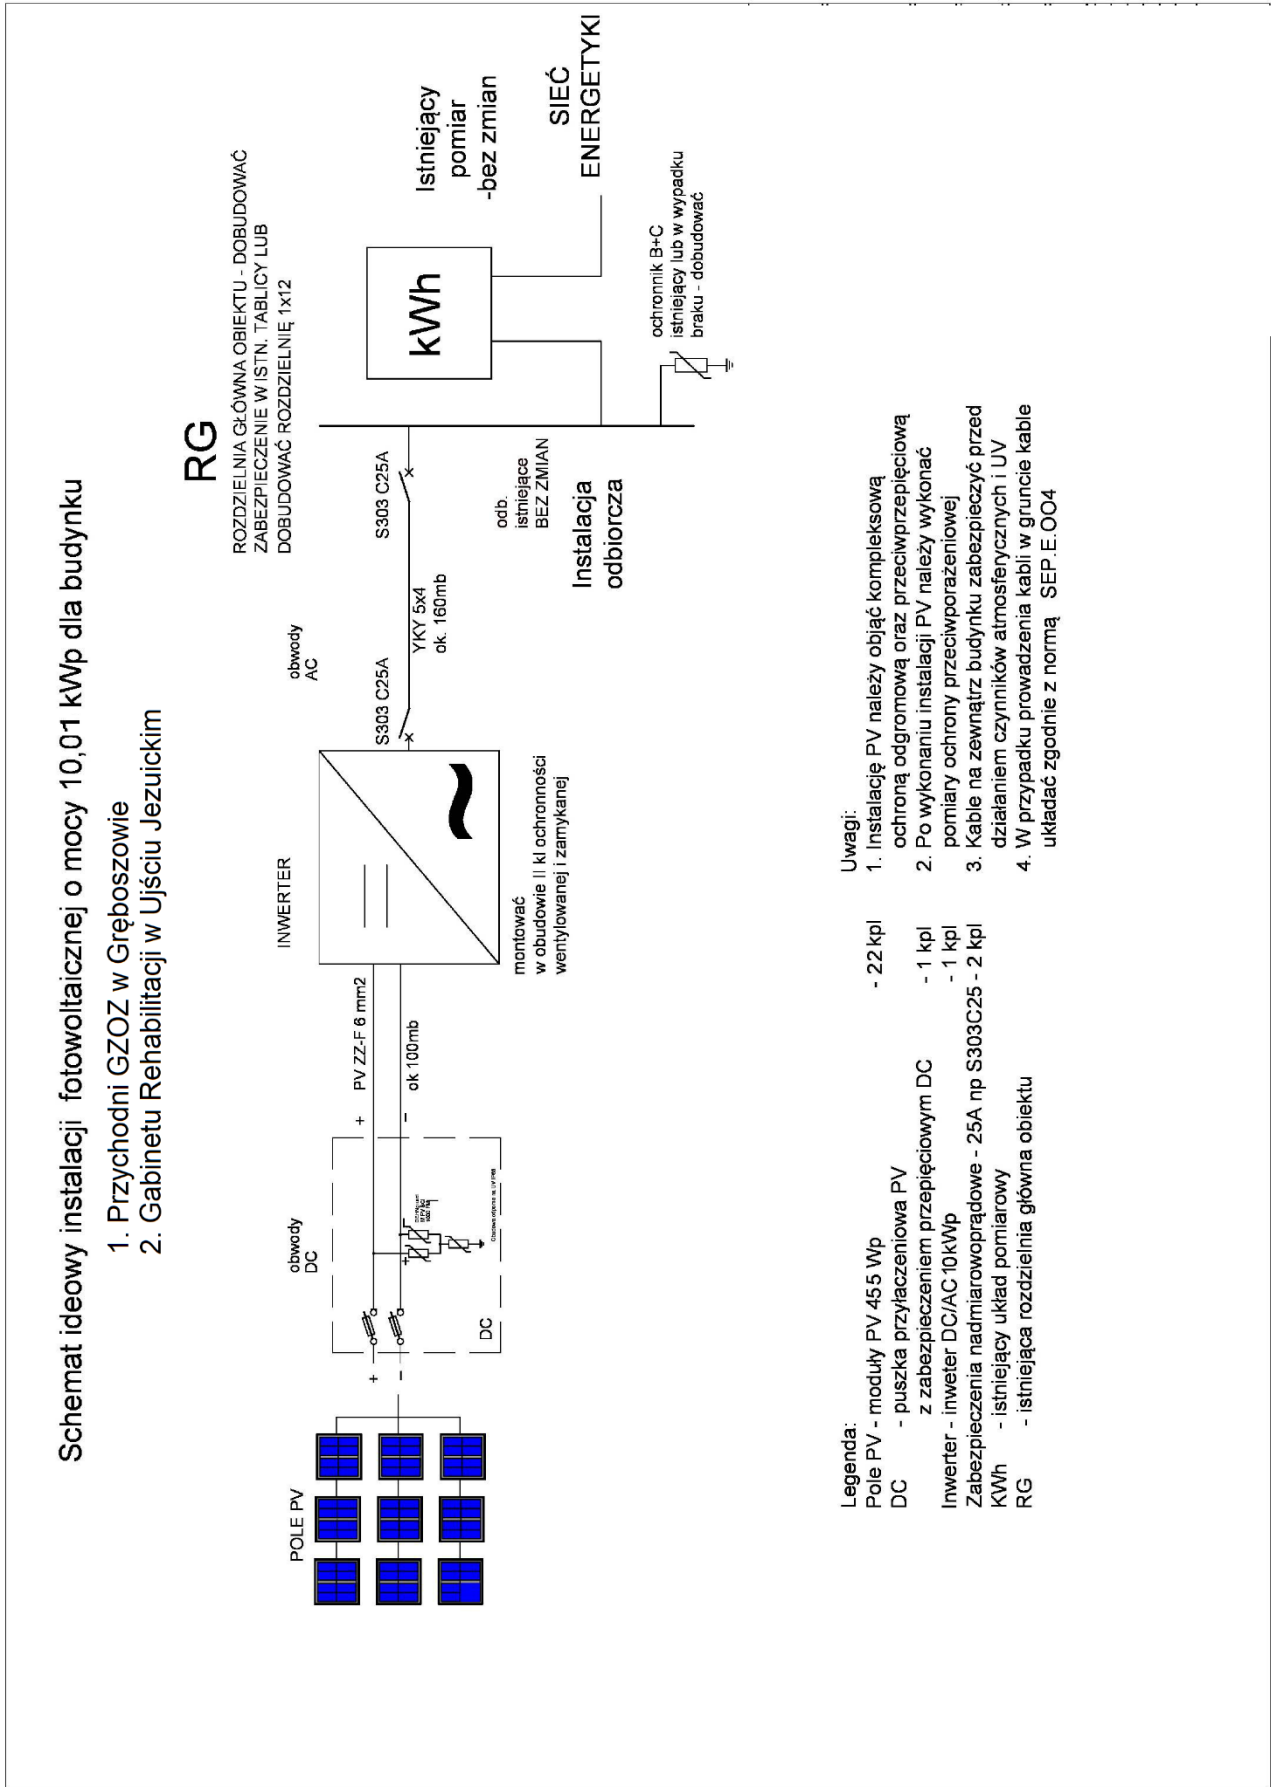 Schemat ideowy instalacji fotowoltaicznej o mocy 10,01 kWp dla budynku
1. Przychodni GZOZ w Gręboszowie
2. Gabinetu Rehabilitacji w Ujściu Jezuickim
RG
ROZDZIELNIA GŁÓWNA OBIEKTU - DOBUDOWAĆ
ZABEZPIECZENIE W ISTN. TABLICY LUB
DOBUDOWAĆ ROZDZIELNIĘ 1x12
POLE PV
obwody
DC
+
-
DC
+
-
+
PV ZZ-F 6 mm2
-
ok 100mb
INWERTER
montować
w obudowie II kl ochronności
wentylowanej i zamykanej
obwody
AC
S303 C25A
YKY 5x4
ok. 160mb
S303 C25A
odb.
istniejące
BEZ ZMIAN
Instalacja
odbiorcza
kWh
Istniejący
pomiar
-bez zmian
SIEĆ
ENERGETYKI
ochronnik B+C
istniejący lub w wypadku
braku - dobudować
Legenda:
Pole PV - moduły PV 455 Wp - 22 kpl
DC - puszka przyłaczeniowa PV
z zabezpieczeniem przepięciowym DC - 1 kpl
Inwerter - inweter DC/AC10kWp - 1 kpl
Zabezpieczenia nadmiarowoprądowe - 25A np S303C25 - 2 kpl
KWh - istniejący układ pomiarowy
RG - istniejąca rozdzielnia główna obiektu
Uwagi:
1. Instalację PV należy objąć kompleksową
ochroną odgromową oraz przeciwprzepięciową
2. Po wykonaniu instalacji PV należy wykonać
pomiary ochrony przeciwporażeniowej
3. Kable na zewnątrz budynku zabezpieczyć przed
działaniem czynników atmosferycznych i UV
4. W przypadku prowadzenia kabli w gruncie kable
układać zgodnie z normą SEP.E.OO4